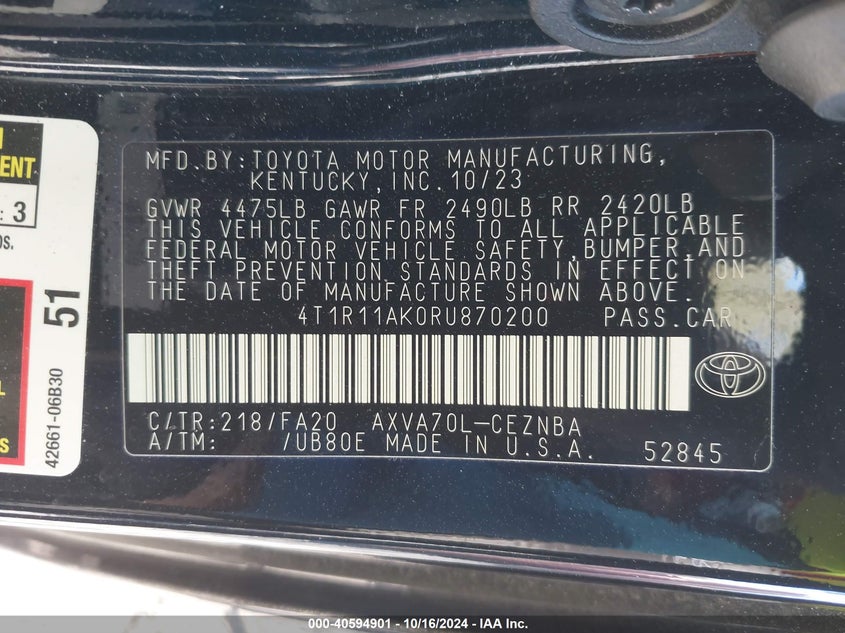 MFD. BY: TOYOTA MOTOR MANUFACTURING,
KENTUCKY, INC. 10/23
GVWR 4475LB GAWR FR 2490LB RR 2420LB
THIS VEHICLE CONFORMS TO ALL APPLICABLE
FEDERAL MOTOR VEHICLE SAFETY, BUMPER, AND
THEFT PREVENTION STANDARDS IN EFFECT ON
THE DATE OF MANUFACTURE SHOWN ABOVE.
4T1R11AK0RU870200 PASS. CAR
C/TR: 218/FA20 AXVA70L-CEZNBA
A/TM: /UB80E MADE IN U.S.A. 52845
: 3
51
42661-06B30
000-40594901 - 10/16/2024 - IAA Inc.